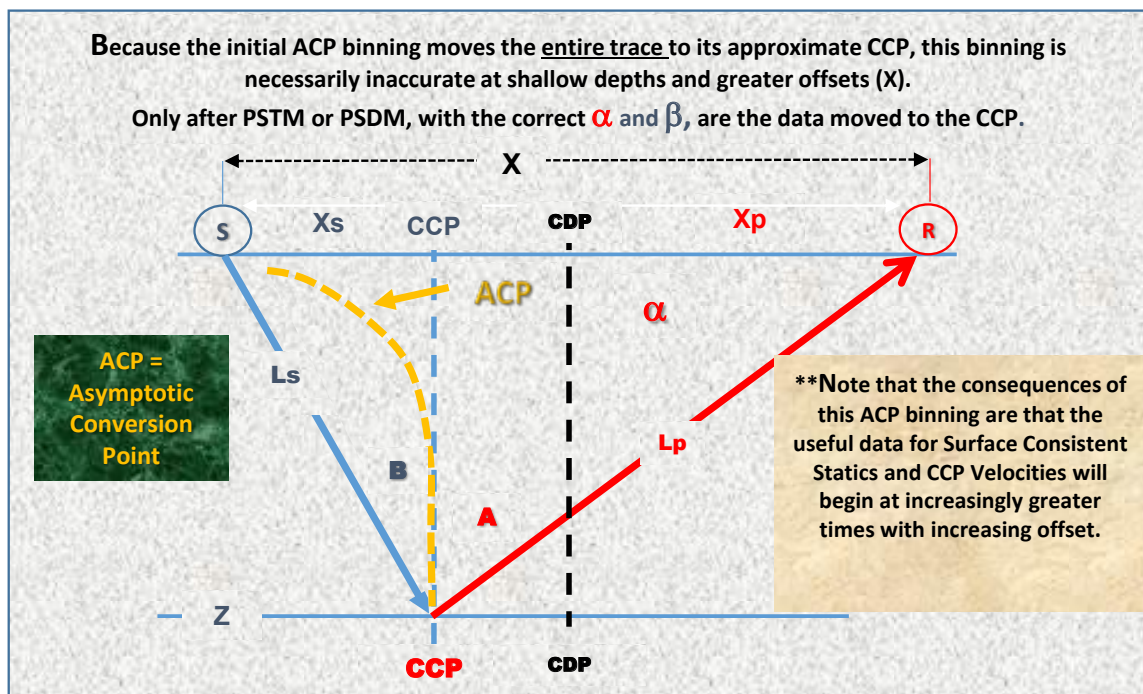 Because the initial ACP binning moves the entire trace to its approximate CCP, this binning is
necessarily inaccurate at shallow depths and greater offsets (X).
Only after PSTM or PSDM, with the correct α and β, are the data moved to the CCP.
X
S
Xs
CCP
CDP
Xp
R
ACP
α
ACP =
Asymptotic
Conversion
Point
Ls
**Note that the consequences of
this ACP binning are that the
useful data for Surface Consistent
Statics and CCP Velocities will
begin at increasingly greater
times with increasing offset.
Lp
B
A
Z
CCP
CDP